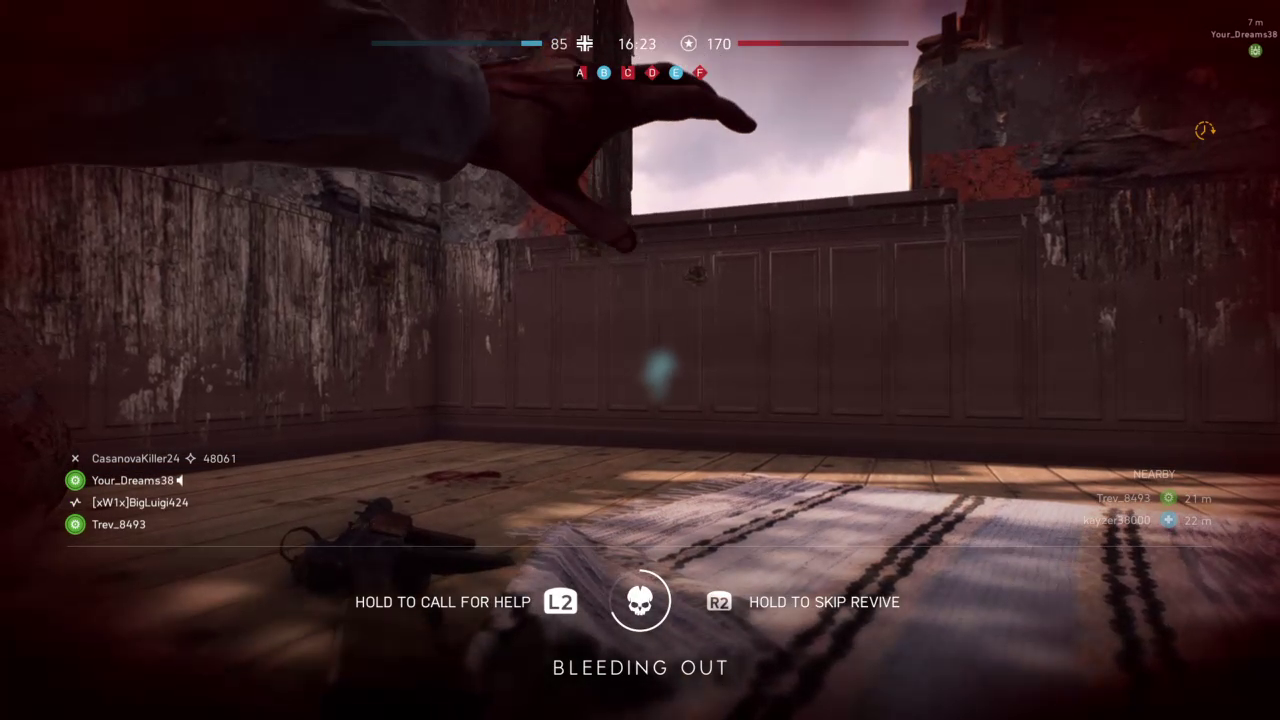 85 16:23 170
A B C D E F
7 m
Your_Dreams38
CasanovaKiller24 48061
Your_Dreams38
[xW1x]BigLuigi424
Trev_8493
NEARBY
Trev_8493 21 m
22 m
HOLD TO CALL FOR HELP L2
R2 HOLD TO SKIP REVIVE
BLEEDING OUT